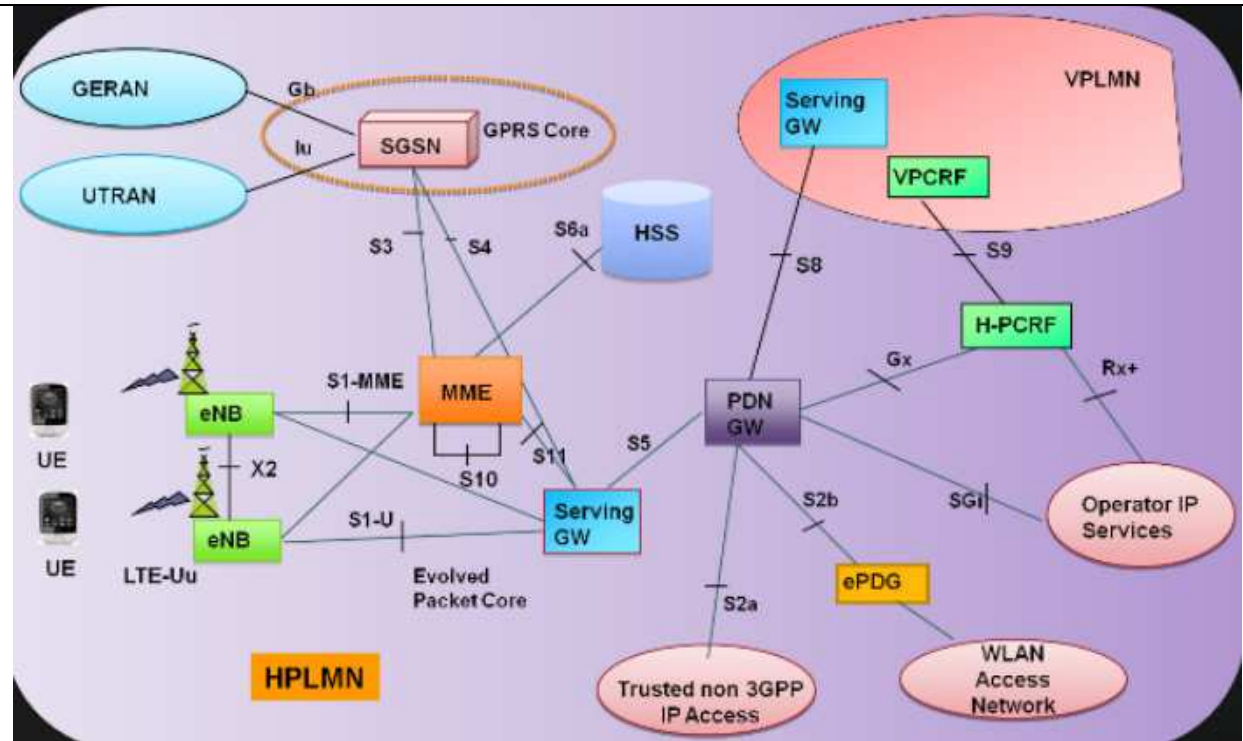 GERAN
Gb
GPRS Core
SGSN
Iu
UTRAN
VPLMN
Serving
GW
VPCRF
S3
S4
S6a
HSS
S8
S9
H-PCRF
Gx
Rx+
S1-MME
MME
PDN
GW
eNB
UE
X2
S10
S11
S5
S1-U
Serving
GW
S2b
SGi
Operator IP
Services
eNB
UE
LTE-Uu
Evolved
Packet Core
ePDG
S2a
HPLMN
Trusted non 3GPP
IP Access
WLAN
Access
Network